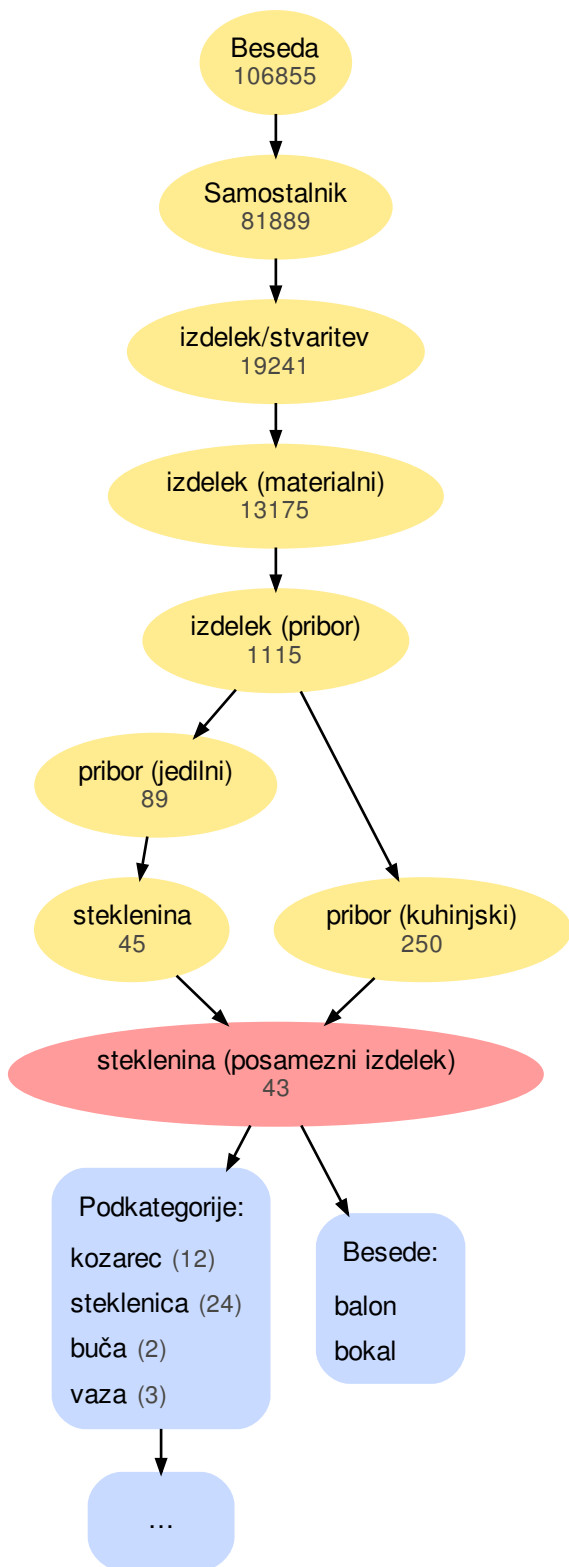 Beseda
106855
Samostalnik
81889
izdelek/stvaritev
19241
izdelek (materialni)
13175
izdelek (pribor)
1115
pribor (jedilni)
89
steklenina
45
pribor (kuhinjski)
250
steklenina (posamezni izdelek)
43
Podkategorije:
kozarec (12)
steklenica (24)
buča (2)
vaza (3)
Besede:
balon
bokal
…